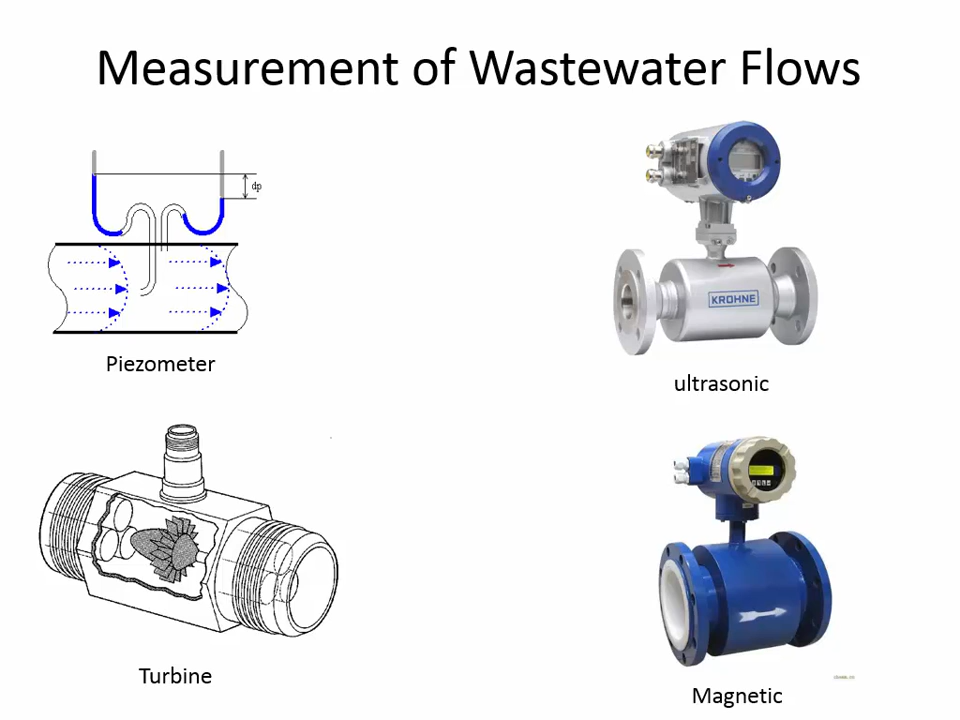 Measurement of Wastewater Flows
dp
Piezometer
KROHNE
ultrasonic
Turbine
Magnetic